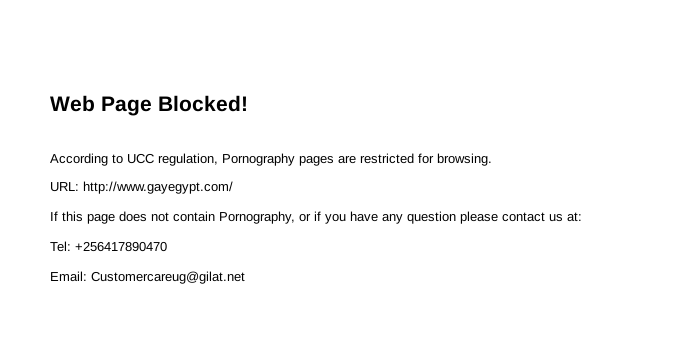 Web Page Blocked!
According to UCC regulation, Pornography pages are restricted for browsing.
URL: http://www.gayegypt.com/
If this page does not contain Pornography, or if you have any question please contact us at:
Tel: +256417890470
Email: Customercareug@gilat.net